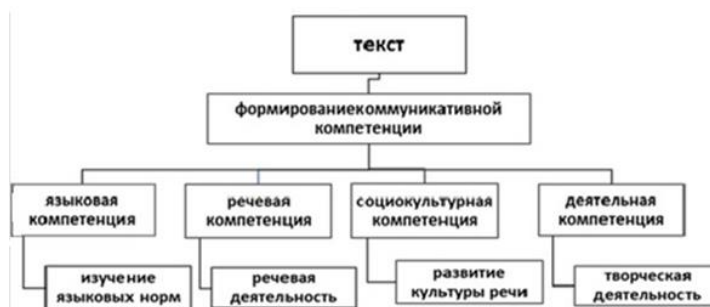 текст
формированиекоммуникативной
компетенции
языковая
компетенция
речевая
компетенция
социокультурная
компетенция
деятельная
компетенция
изучение
языковых норм
речевая
деятельность
развитие
культуры речи
творческая
деятельность